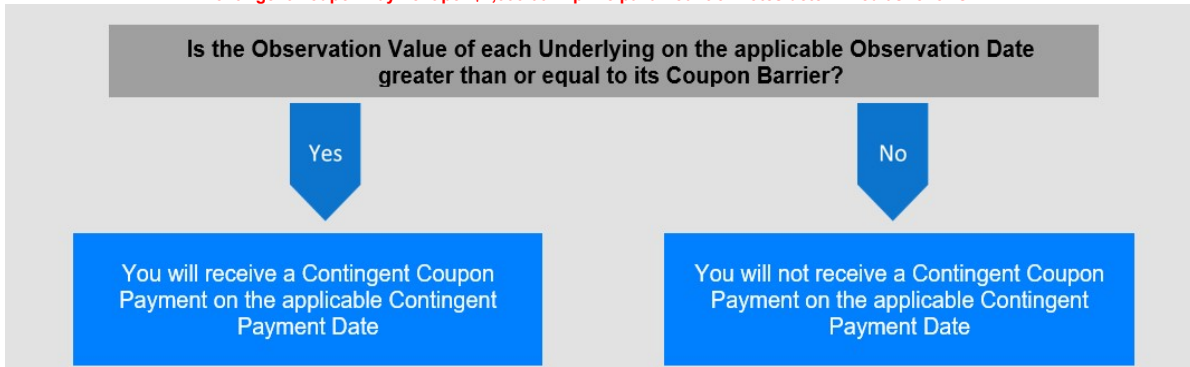 Is the Observation Value of each Underlying on the applicable Observation Date
greater than or equal to its Coupon Barrier?
Yes
No
You will receive a Contingent Coupon
Payment on the applicable Contingent
Payment Date
You will not receive a Contingent Coupon
Payment on the applicable Contingent
Payment Date